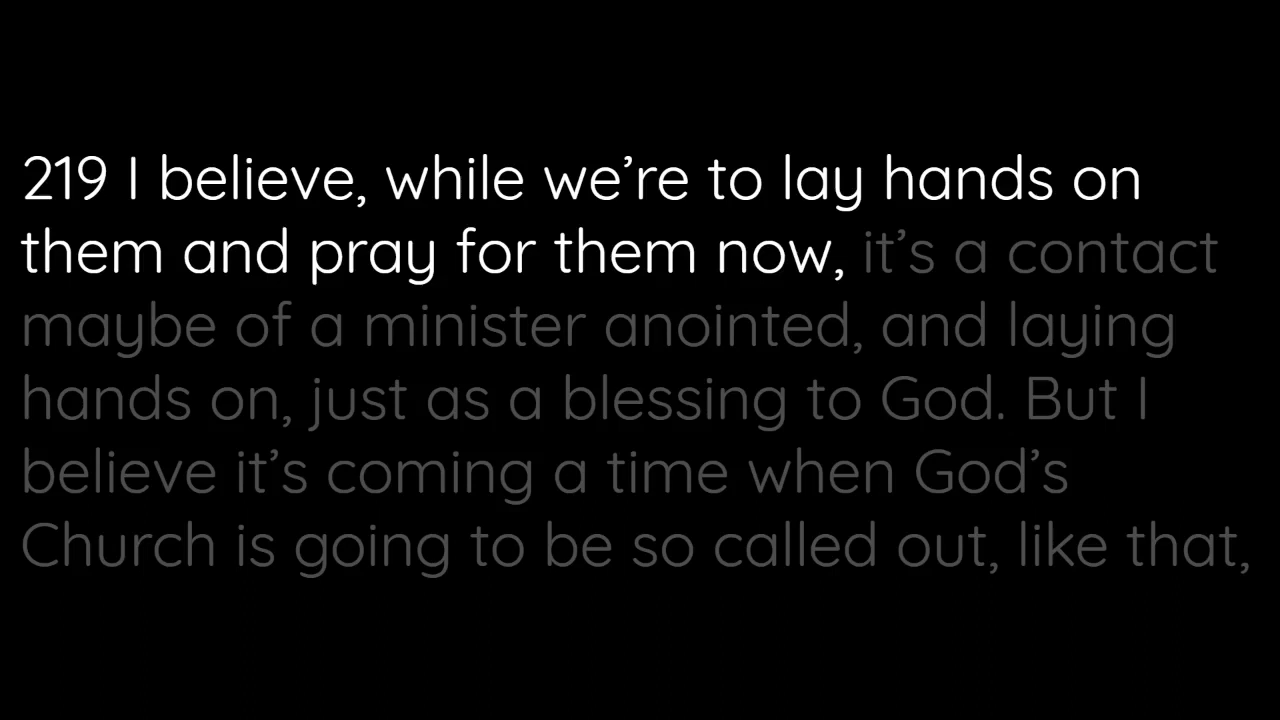 219 I believe, while we’re to lay hands on
them and pray for them now, it’s a contact
maybe of a minister anointed, and laying
hands on, just as a blessing to God. But I
believe it’s coming a time when God’s
Church is going to be so called out, like that,